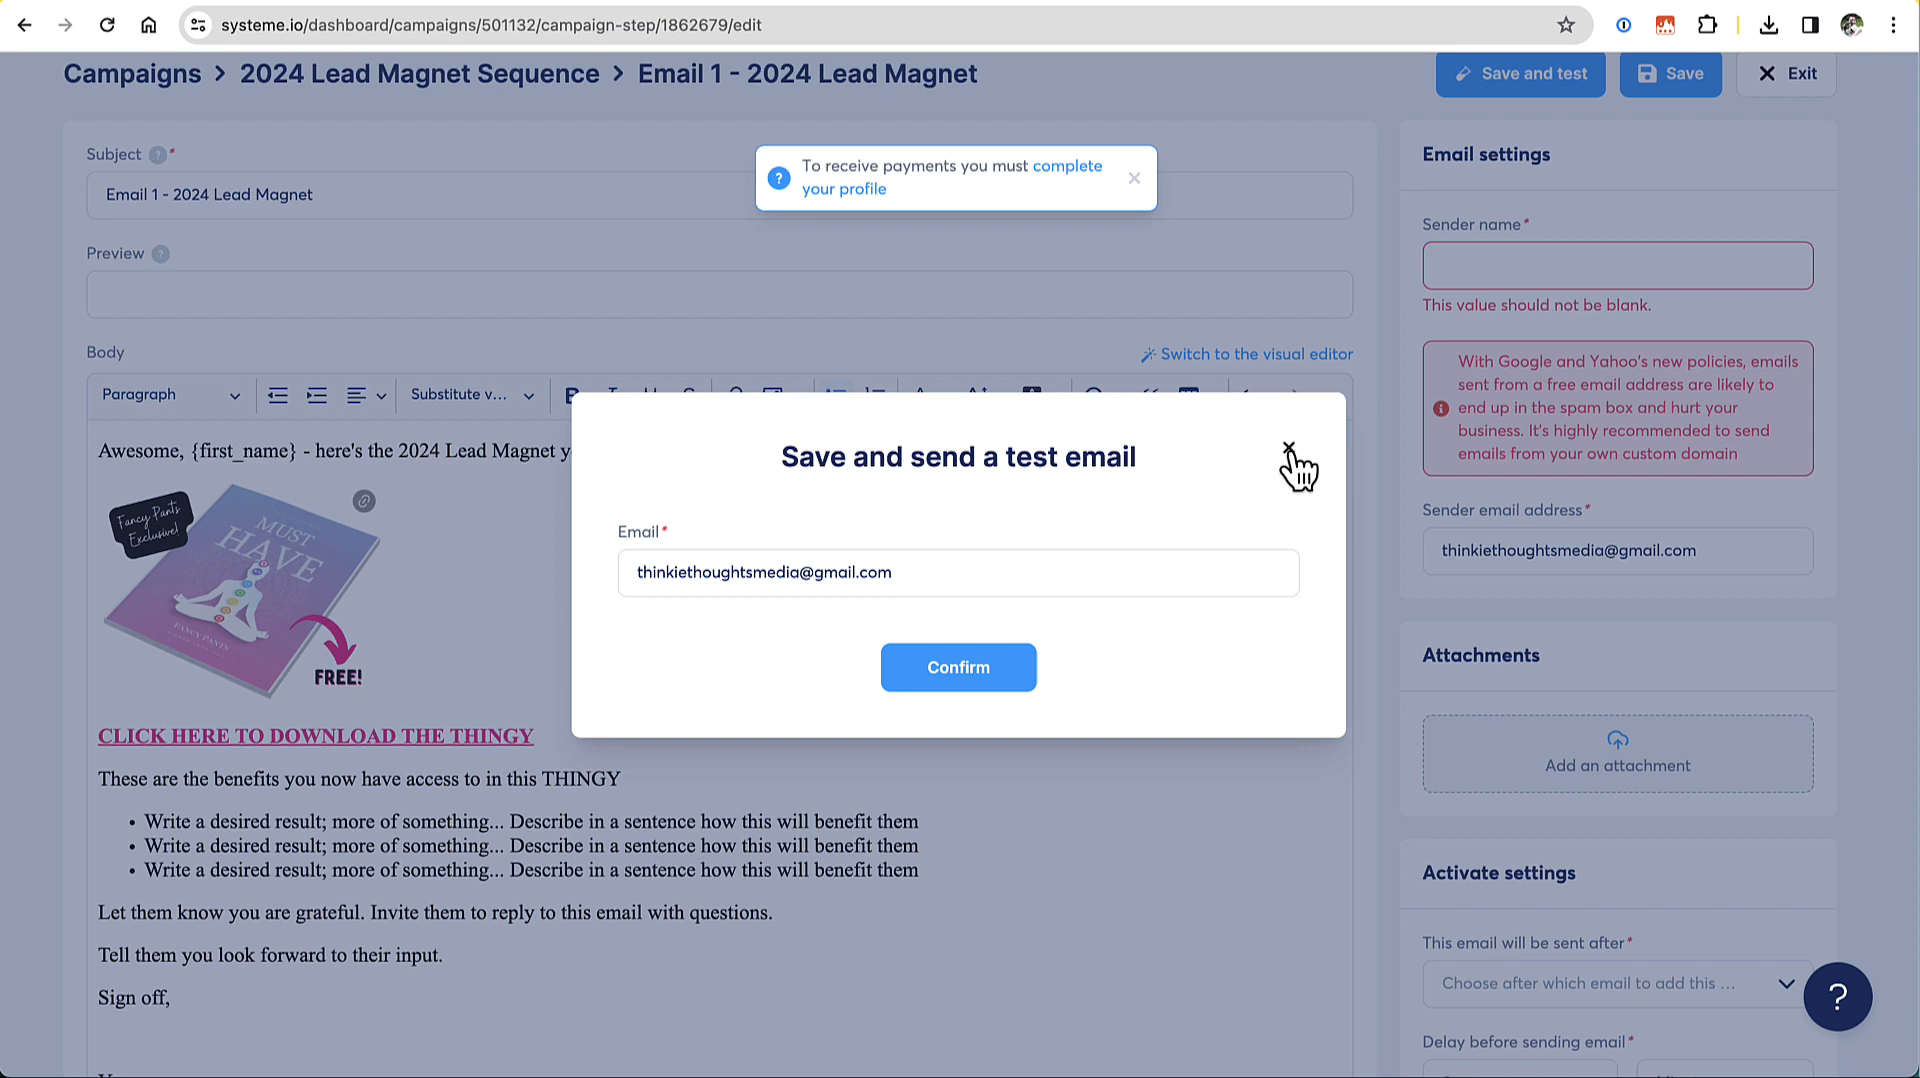 systeme.io/dashboard/campaigns/501132/campaign-step/1862679/edit
Campaigns > 2024 Lead Magnet Sequence > Email 1 - 2024 Lead Magnet
Save and test
Save
Exit
Subject ? *
Email 1 - 2024 Lead Magnet
To receive payments you must complete
your profile
Preview ?
Body
Switch to the visual editor
Paragraph
Substitute v...
Awesome, {first_name} - here's the 2024 Lead Magnet y
Fancy Pants
Exclusive!
MUST
HAVE
FANCY PANTS
FREE!
CLICK HERE TO DOWNLOAD THE THINGY
These are the benefits you now have access to in this THINGY
• Write a desired result; more of something... Describe in a sentence how this will benefit them
• Write a desired result; more of something... Describe in a sentence how this will benefit them
• Write a desired result; more of something... Describe in a sentence how this will benefit them
Let them know you are grateful. Invite them to reply to this email with questions.
Tell them you look forward to their input.
Sign off,
Save and send a test email
Email *
thinkiethoughtsmedia@gmail.com
Confirm
Email settings
Sender name *
This value should not be blank.
With Google and Yahoo's new policies, emails
sent from a free email address are likely to
end up in the spam box and hurt your
business. It's highly recommended to send
emails from your own custom domain
Sender email address *
thinkiethoughtsmedia@gmail.com
Attachments
Add an attachment
Activate settings
This email will be sent after *
Choose after which email to add this ...
?
Delay before sending email *